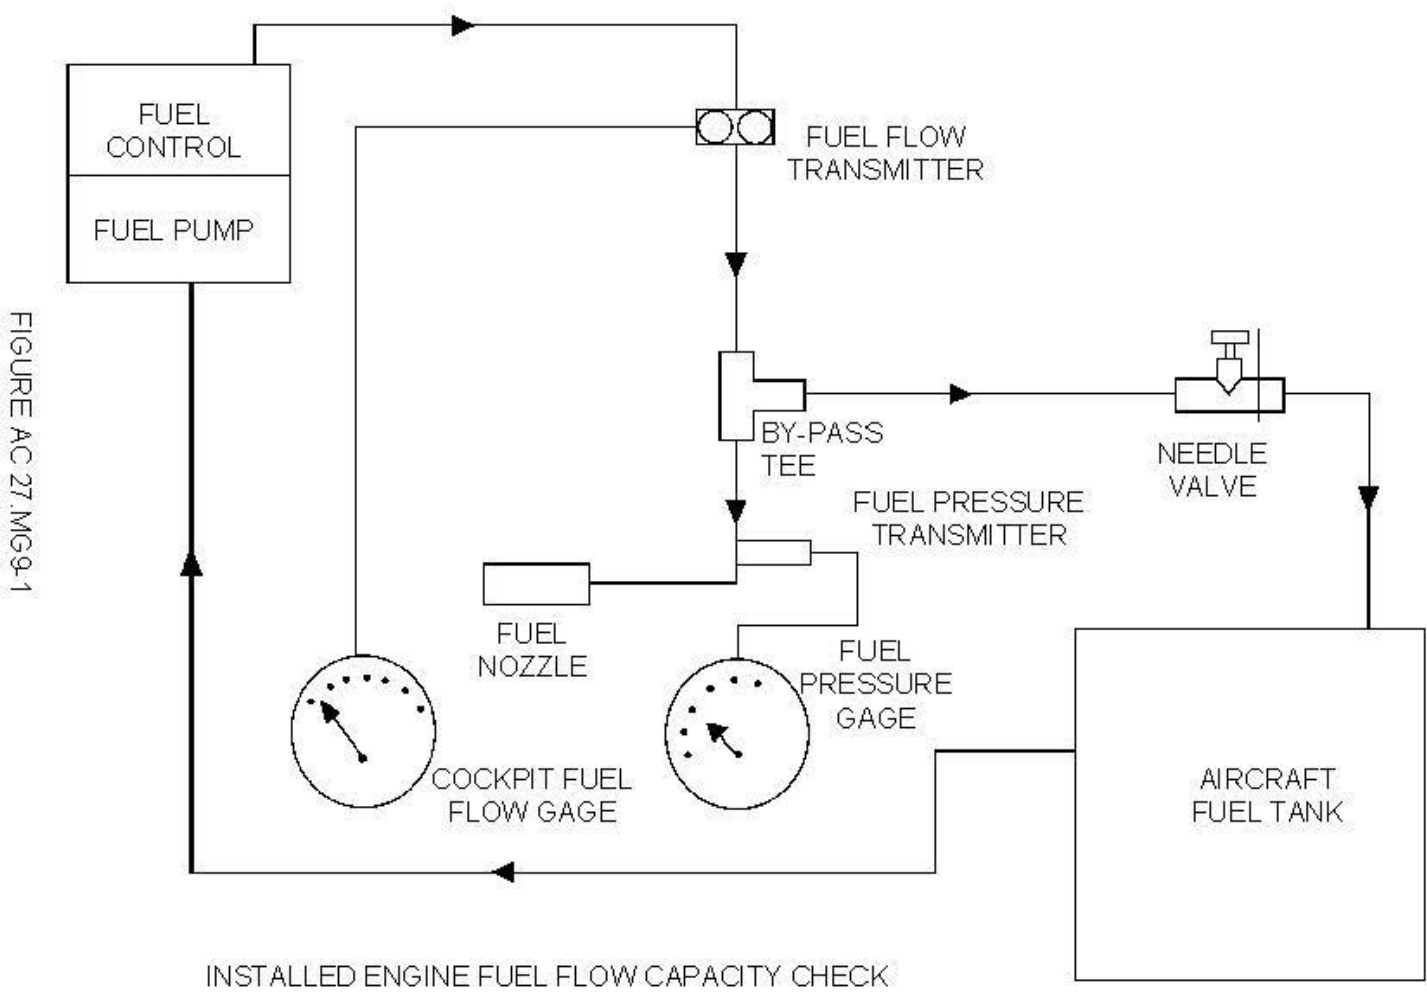 FUEL
CONTROL
FUEL PUMP
FUEL FLOW
TRANSMITTER
BY-PASS
TEE
NEEDLE
VALVE
FUEL PRESSURE
TRANSMITTER
FUEL
NOZZLE
FUEL
PRESSURE
GAGE
COCKPIT FUEL
FLOW GAGE
AIRCRAFT
FUEL TANK
FIGURE AC 27.MG9-1
INSTALLED ENGINE FUEL FLOW CAPACITY CHECK